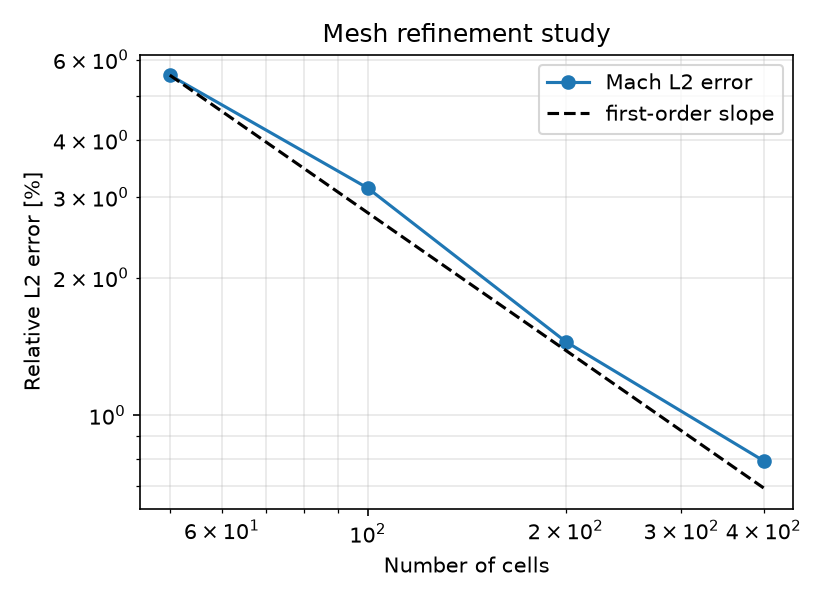 Mesh refinement study
Mach L2 error
first-order slope
Relative L2 error [%]
6 × 10⁰
4 × 10⁰
3 × 10⁰
2 × 10⁰
10⁰
6 × 10¹
10²
2 × 10²
3 × 10²
4 × 10²
Number of cells